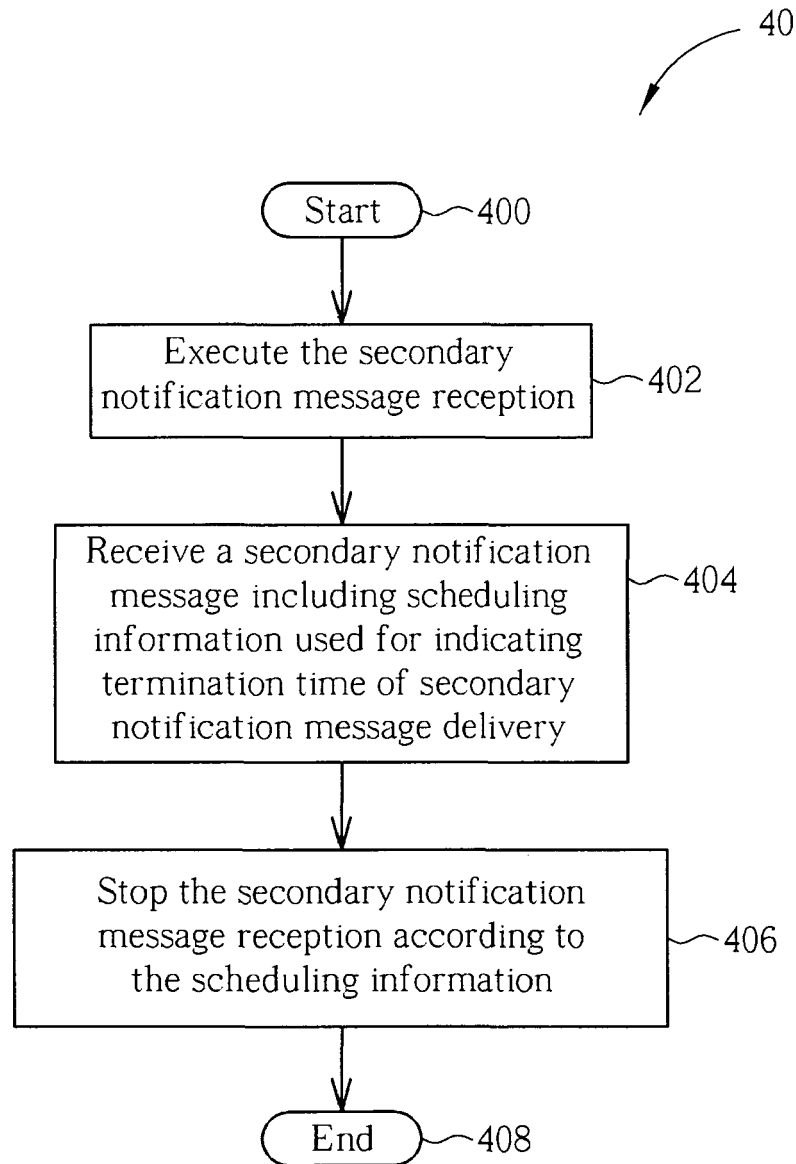 40
Start
400
Execute the secondary
notification message reception
402
Receive a secondary notification
message including scheduling
information used for indicating
termination time of secondary
notification message delivery
404
Stop the secondary notification
message reception according to
the scheduling information
406
End
408